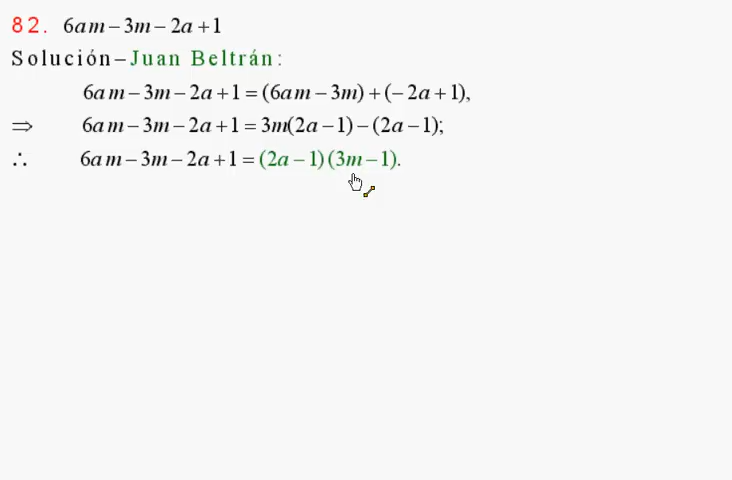 82. 6am − 3m − 2a + 1
Solución–Juan Beltrán:
6am − 3m − 2a + 1 = (6am − 3m) + (− 2a + 1),
⇒ 6am − 3m − 2a + 1 = 3m(2a − 1) − (2a − 1);
∴ 6am − 3m − 2a + 1 = (2a − 1)(3m − 1).